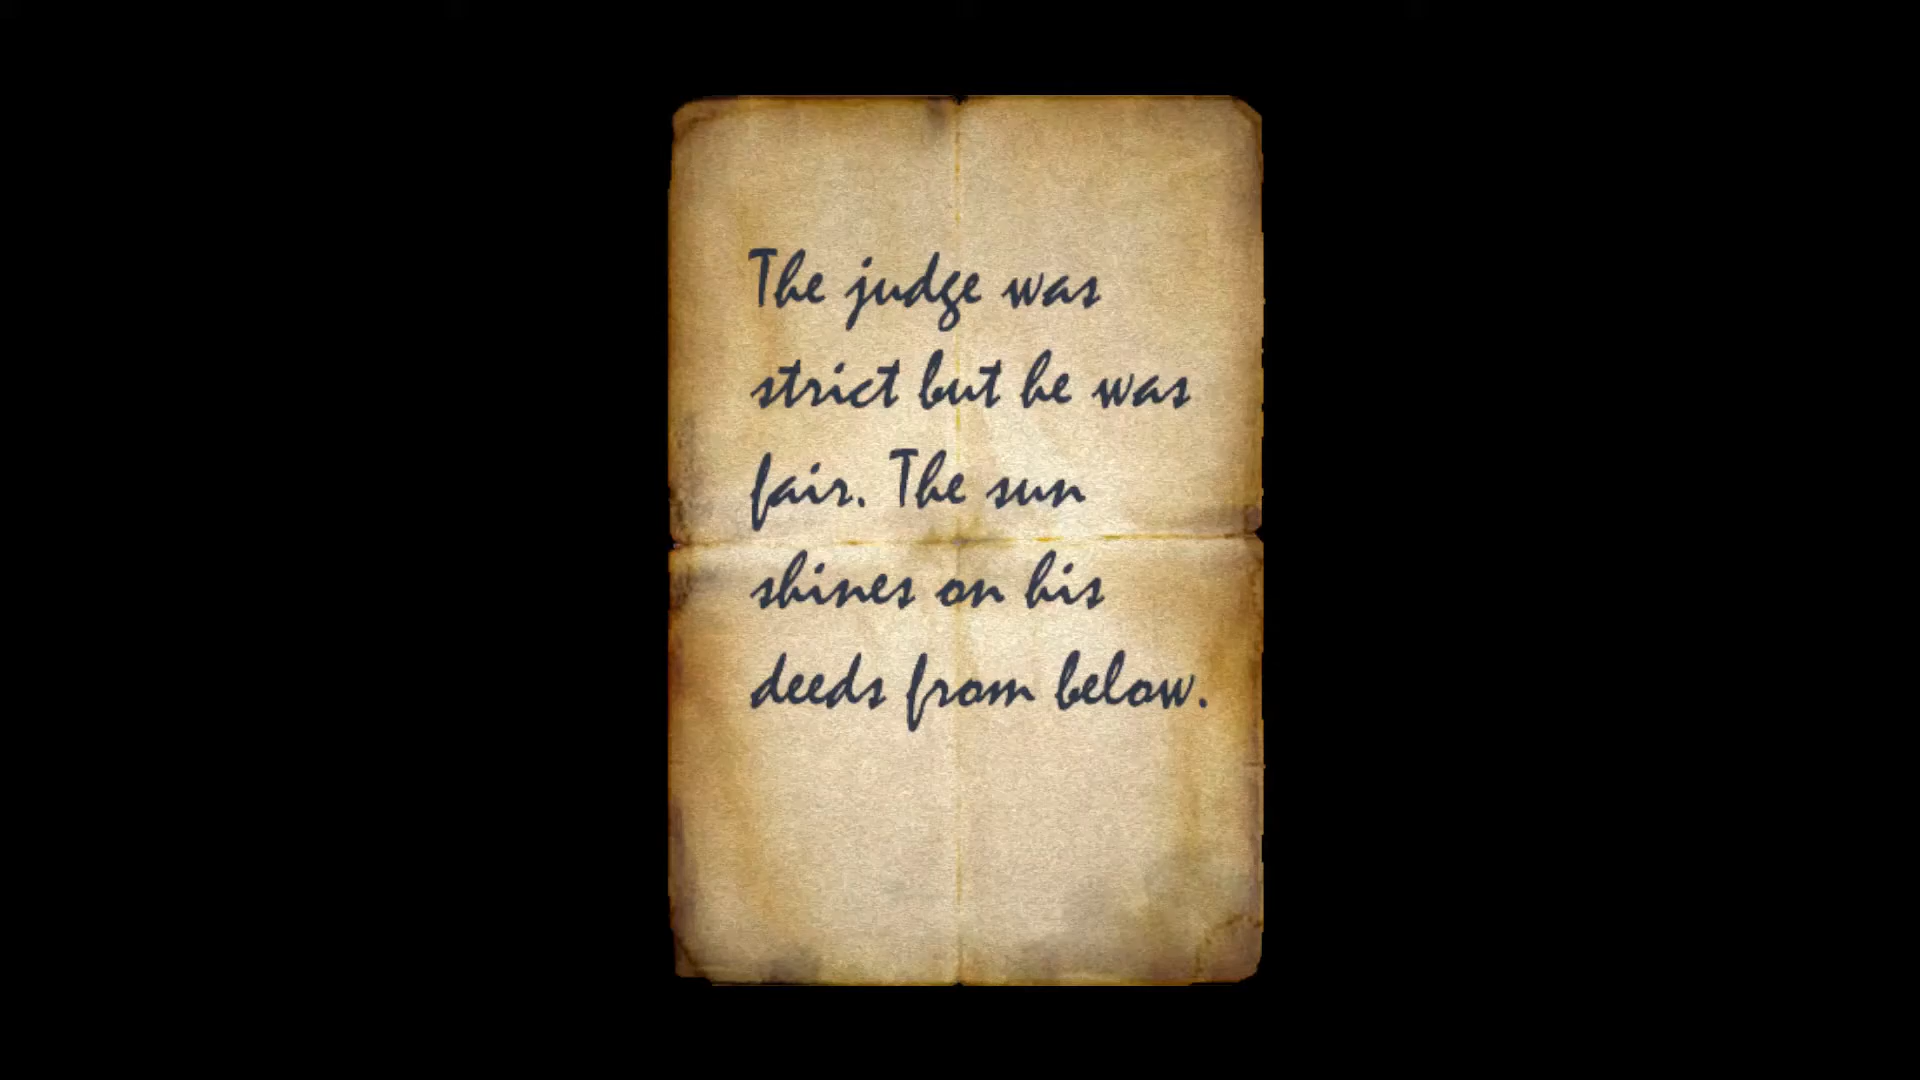 The judge was
strict but he was
fair. The sun
shines on his
deeds from below.